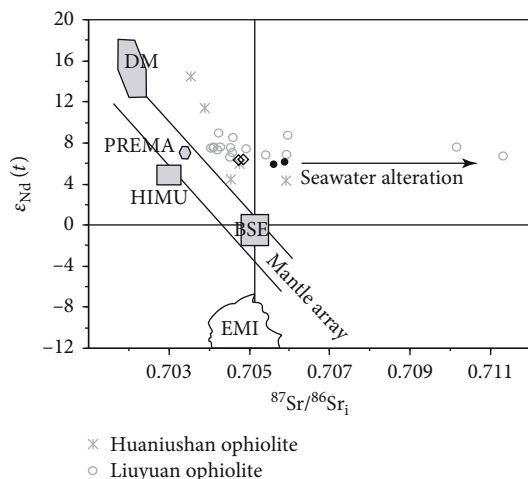 20
16
12
8
4
0
−4
−8
−12
εNd (t)
DM
PREMA
HIMU
Seawater alteration
BSE
Mantle array
EMI
0.703 0.705 0.707 0.709 0.711
⁸⁷Sr/⁸⁶Srᵢ
Huaniushan ophiolite
Liuyuan ophiolite